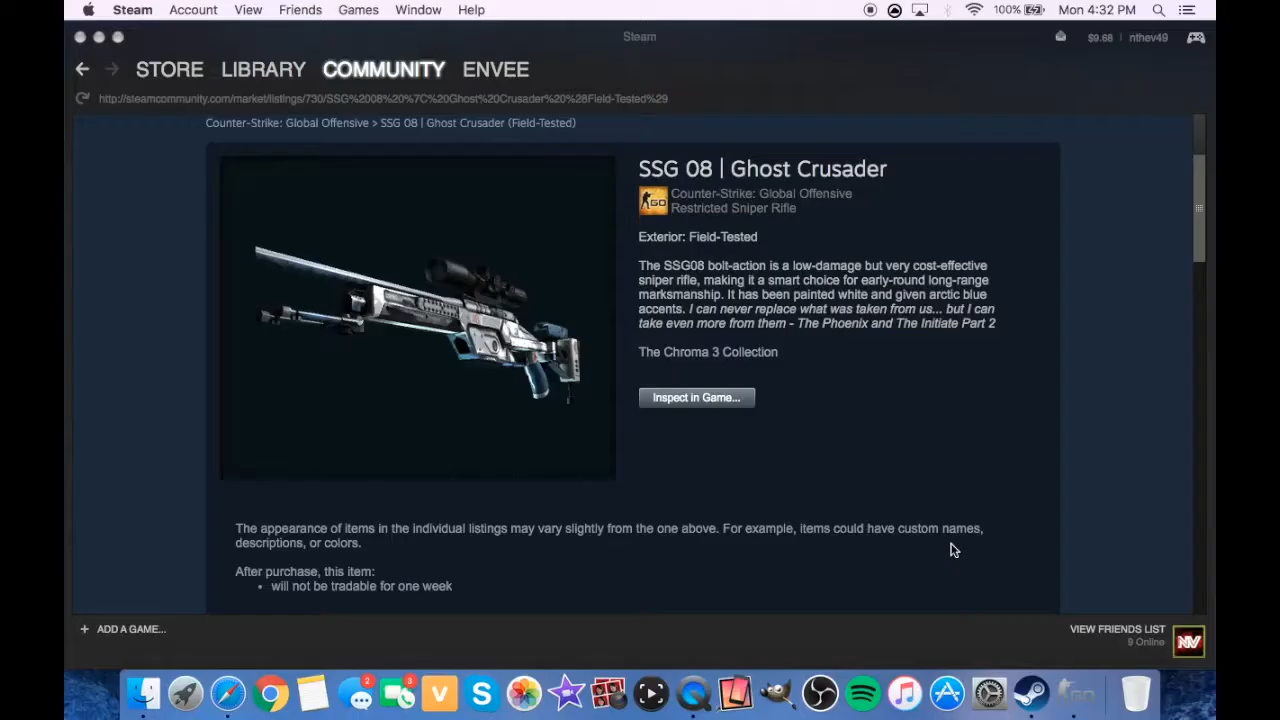 Steam Account View Friends Games Window Help 100% Mon 4:32 PM
Steam
$9.68 nthev49
STORE LIBRARY COMMUNITY ENVEE
http://steamcommunity.com/market/listings/730/SSG%2008%20%7C%20Ghost%20Crusader%20%28Field-Tested%29
Counter-Strike: Global Offensive > SSG 08 | Ghost Crusader (Field-Tested)
SSG 08 | Ghost Crusader
GO
Counter-Strike: Global Offensive
Restricted Sniper Rifle
Exterior: Field-Tested
The SSG08 bolt-action is a low-damage but very cost-effective
sniper rifle, making it a smart choice for early-round long-range
marksmanship. It has been painted white and given arctic blue
accents. I can never replace what was taken from us... but I can
take even more from them - The Phoenix and The Initiate Part 2
The Chroma 3 Collection
Inspect in Game...
The appearance of items in the individual listings may vary slightly from the one above. For example, items could have custom names,
descriptions, or colors.
After purchase, this item:
• will not be tradable for one week
+ ADD A GAME...
VIEW FRIENDS LIST
9 Online
NV
2
3
V
S
GO